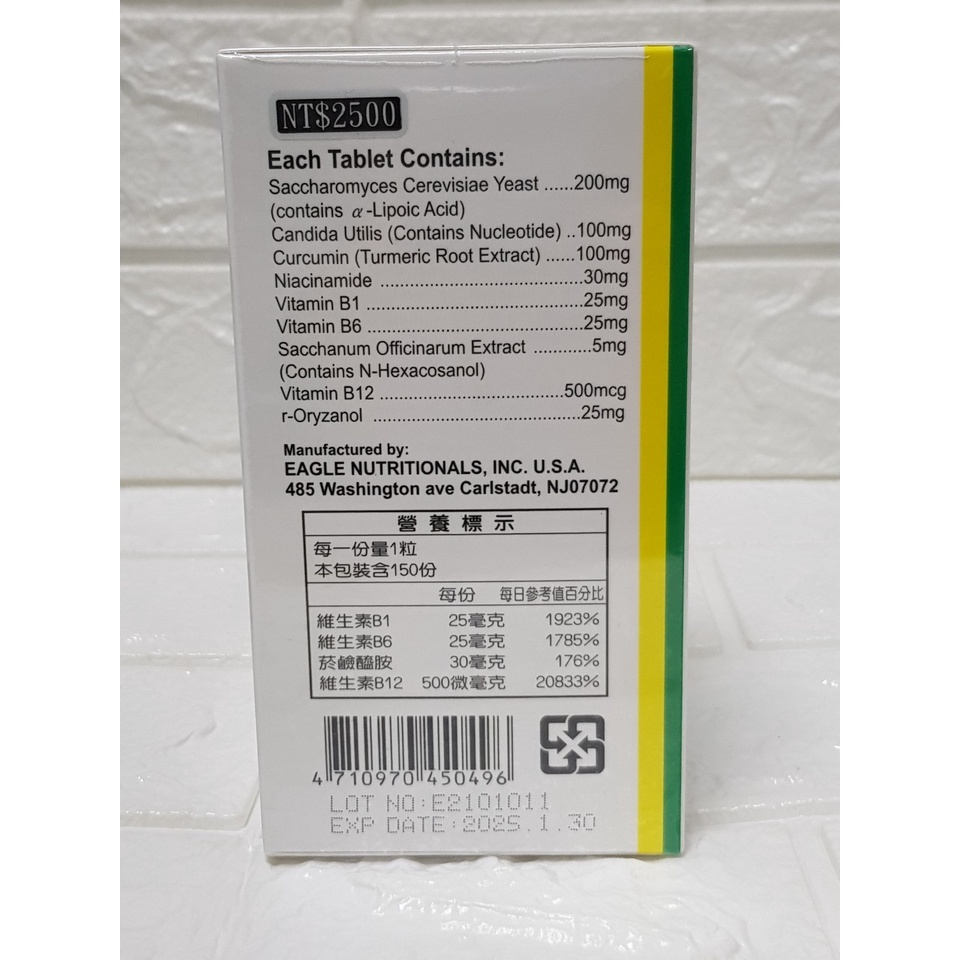 NT$2500
Each Tablet Contains:
Saccharomyces Cerevisiae Yeast ......200mg
(contains α-Lipoic Acid)
Candida Utilis (Contains Nucleotide) ..100mg
Curcumin (Turmeric Root Extract) ......100mg
Niacinamide ...................................30mg
Vitamin B1 ......................................25mg
Vitamin B6 ......................................25mg
Sacchanum Officinarum Extract ............5mg
(Contains N-Hexacosanol)
Vitamin B12 ................................500mcg
r-Oryzanol .....................................25mg
Manufactured by:
EAGLE NUTRITIONALS, INC. U.S.A.
485 Washington ave Carlstadt, NJ07072
營養標示
每一份量1粒
本包裝含150份
每份 每日參考值百分比
維生素B1 25毫克 1923%
維生素B6 25毫克 1785%
菸鹼醯胺 30毫克 176%
維生素B12 500微毫克 20833%
4 710970 450496
LOT NO:E2101011
EXP DATE:2025.1.30